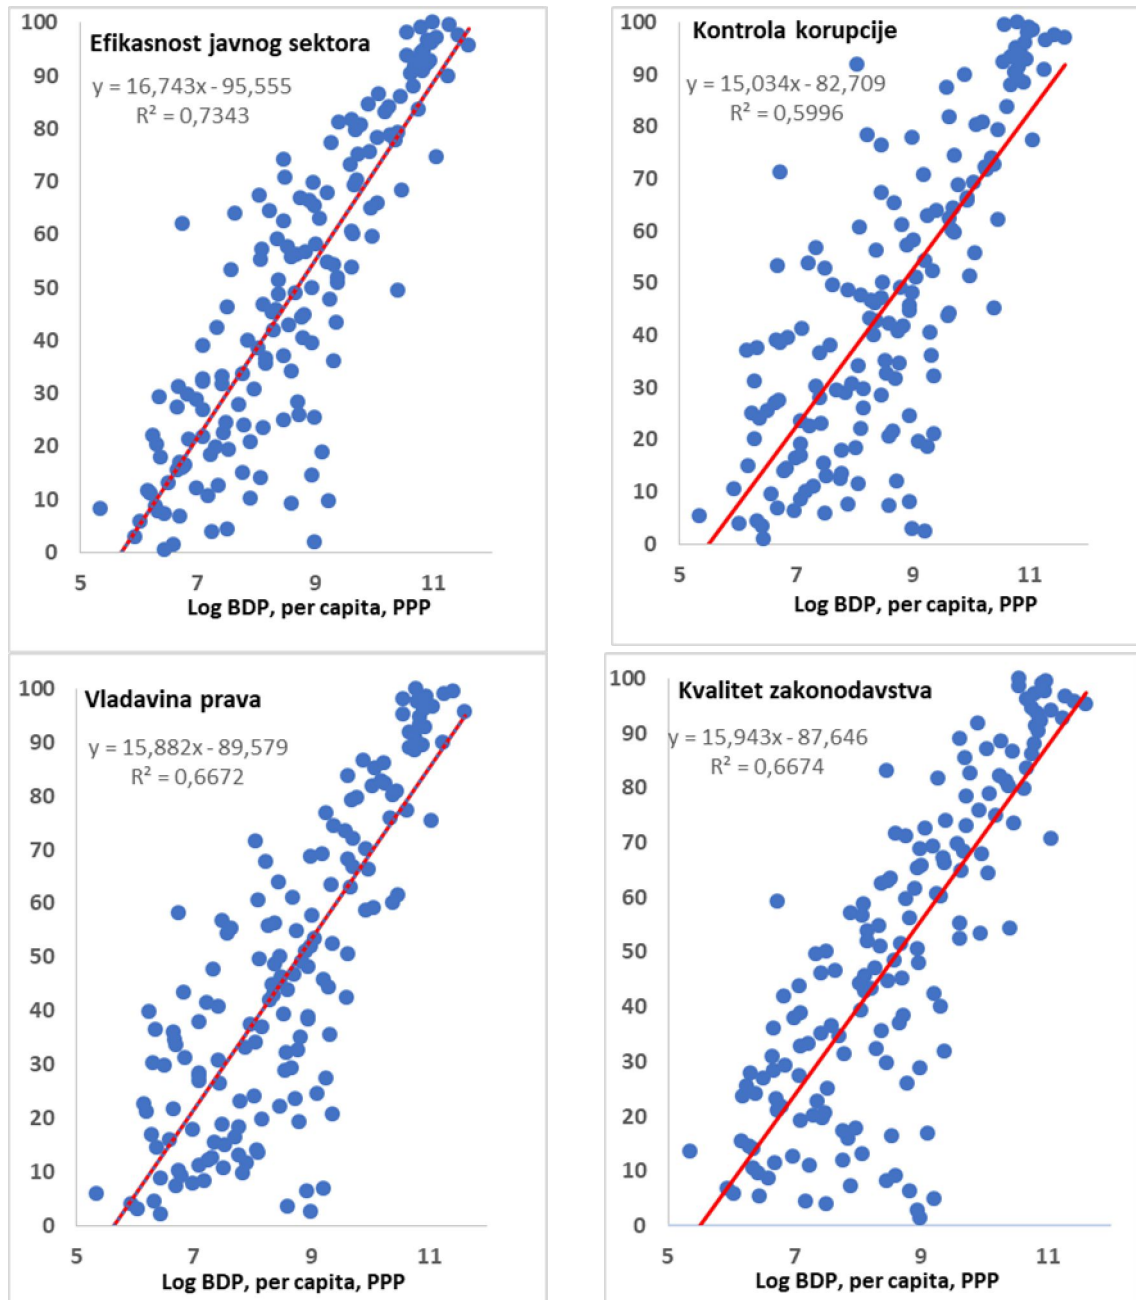 Efikasnost javnog sektora
y = 16,743x - 95,555
R² = 0,7343
100
90
80
70
60
50
40
30
20
10
0
5 7 9 11
Log BDP, per capita, PPP
Kontrola korupcije
y = 15,034x - 82,709
R² = 0,5996
100
90
80
70
60
50
40
30
20
10
0
5 7 9 11
Log BDP, per capita, PPP
Vladavina prava
y = 15,882x - 89,579
R² = 0,6672
100
90
80
70
60
50
40
30
20
10
0
5 7 9 11
Log BDP, per capita, PPP
Kvalitet zakonodavstva
y = 15,943x - 87,646
R² = 0,6674
100
90
80
70
60
50
40
30
20
10
0
5 7 9 11
Log BDP, per capita, PPP